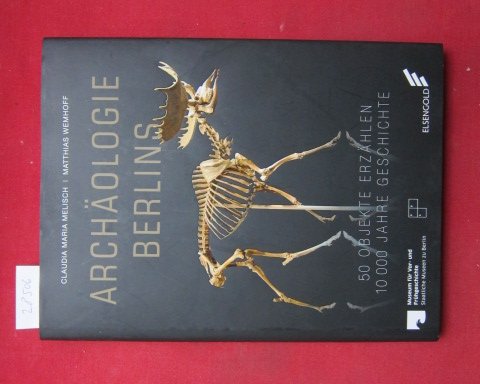 CLAUDIA MARIA MELISCH | MATTHIAS WEMHOFF
ARCHÄOLOGIE
BERLINS
50 OBJEKTE ERZÄHLEN
10 000 JAHRE GESCHICHTE
Museum für Vor- und
Frühgeschichte
Staatliche Museen zu Berlin
ELSENGOLD